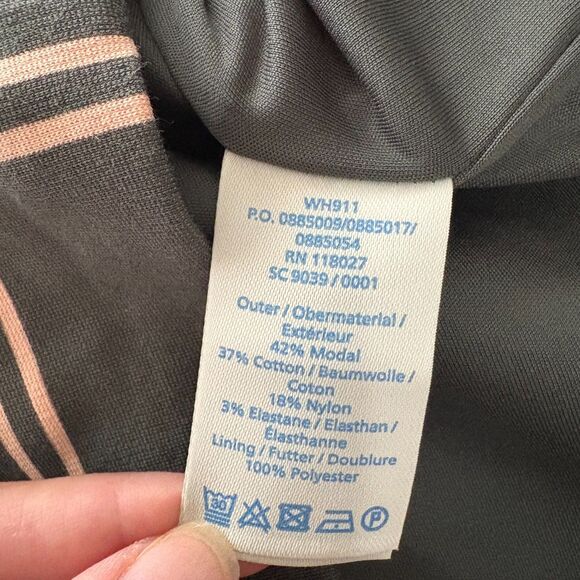 WH911
P.O. 0885009/0885017/
0885054
RN 118027
SC 9039 / 0001
Outer / Obermaterial /
Extérieur
42% Modal
37% Cotton / Baumwolle /
Coton
18% Nylon
3% Elastane / Elasthan /
Élasthanne
Lining / Futter / Doublure
100% Polyester
30 P